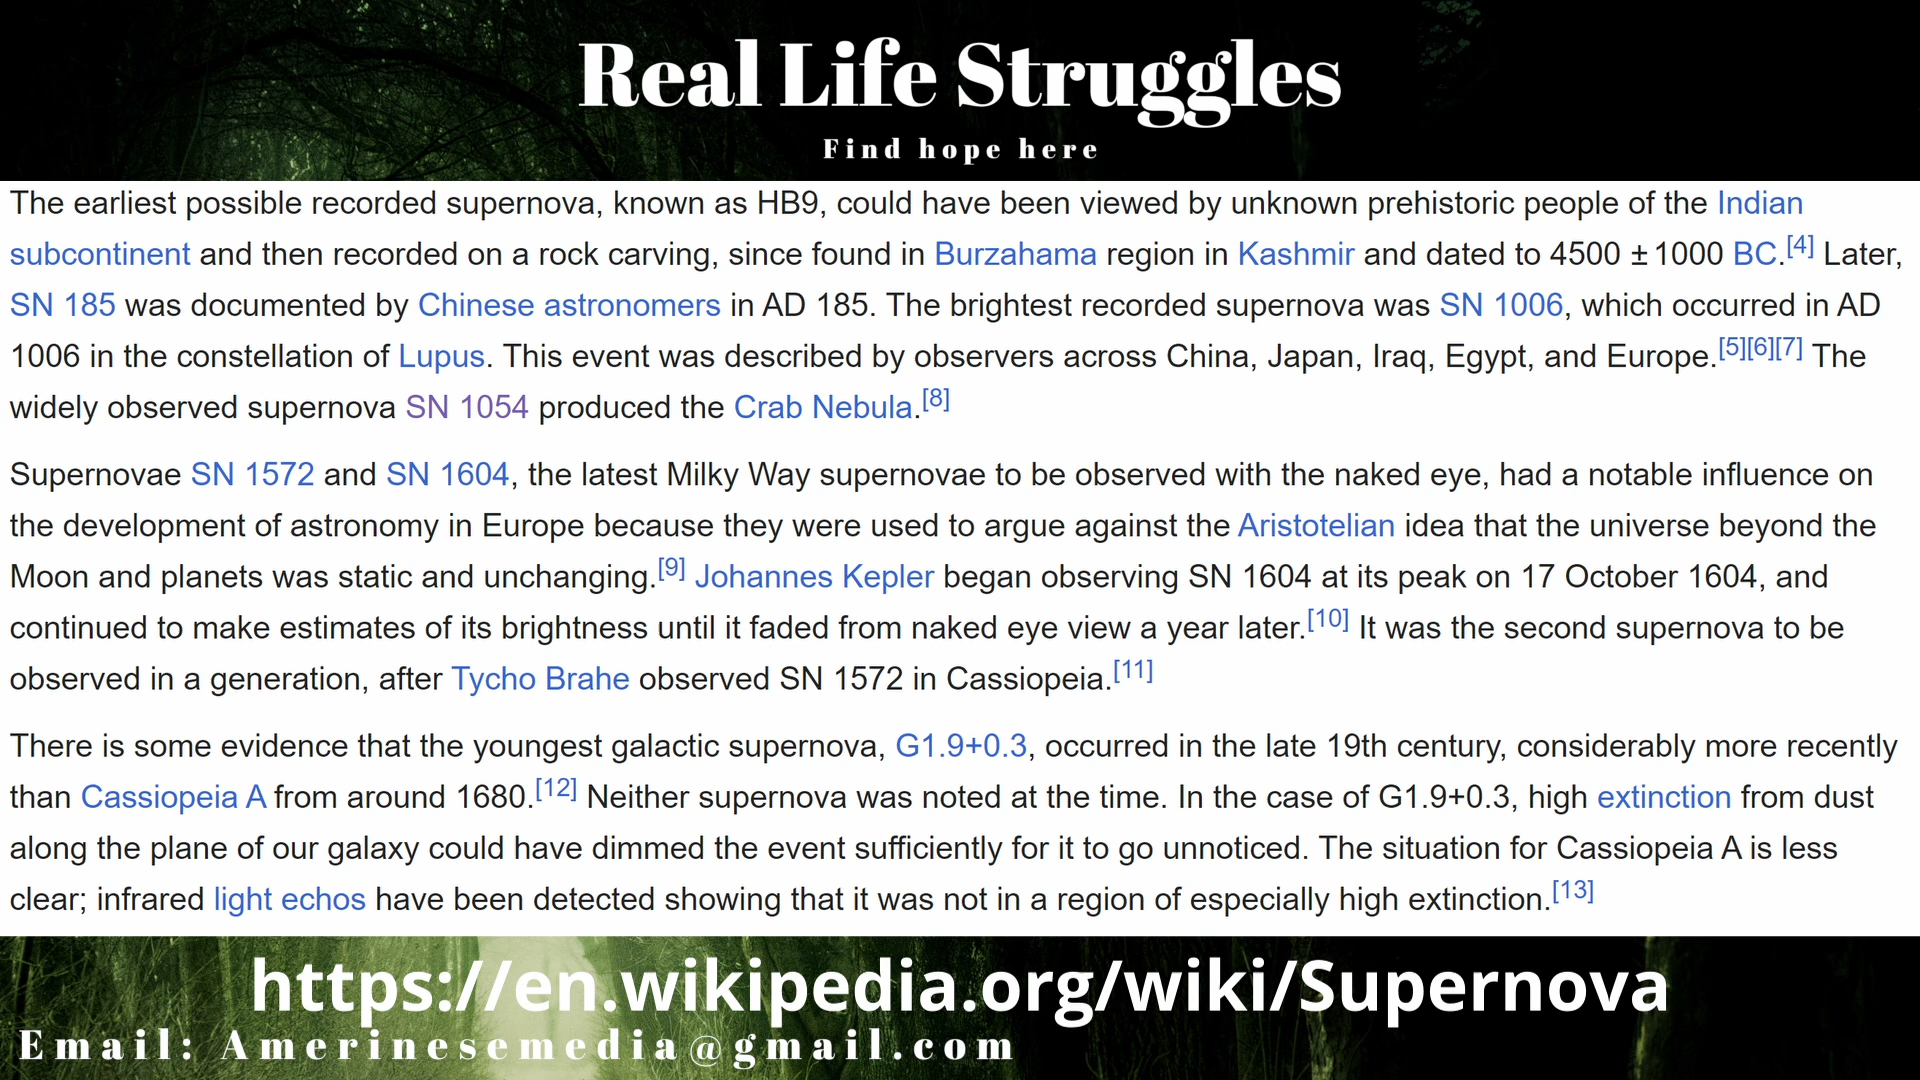 Real Life Struggles
Find hope here
The earliest possible recorded supernova, known as HB9, could have been viewed by unknown prehistoric people of the Indian
subcontinent and then recorded on a rock carving, since found in Burzahama region in Kashmir and dated to 4500 ± 1000 BC.[4] Later,
SN 185 was documented by Chinese astronomers in AD 185. The brightest recorded supernova was SN 1006, which occurred in AD
1006 in the constellation of Lupus. This event was described by observers across China, Japan, Iraq, Egypt, and Europe.[5][6][7] The
widely observed supernova SN 1054 produced the Crab Nebula.[8]
Supernovae SN 1572 and SN 1604, the latest Milky Way supernovae to be observed with the naked eye, had a notable influence on
the development of astronomy in Europe because they were used to argue against the Aristotelian idea that the universe beyond the
Moon and planets was static and unchanging.[9] Johannes Kepler began observing SN 1604 at its peak on 17 October 1604, and
continued to make estimates of its brightness until it faded from naked eye view a year later.[10] It was the second supernova to be
observed in a generation, after Tycho Brahe observed SN 1572 in Cassiopeia.[11]
There is some evidence that the youngest galactic supernova, G1.9+0.3, occurred in the late 19th century, considerably more recently
than Cassiopeia A from around 1680.[12] Neither supernova was noted at the time. In the case of G1.9+0.3, high extinction from dust
along the plane of our galaxy could have dimmed the event sufficiently for it to go unnoticed. The situation for Cassiopeia A is less
clear; infrared light echos have been detected showing that it was not in a region of especially high extinction.[13]
https://en.wikipedia.org/wiki/Supernova
Email: Amerinesemedia@gmail.com